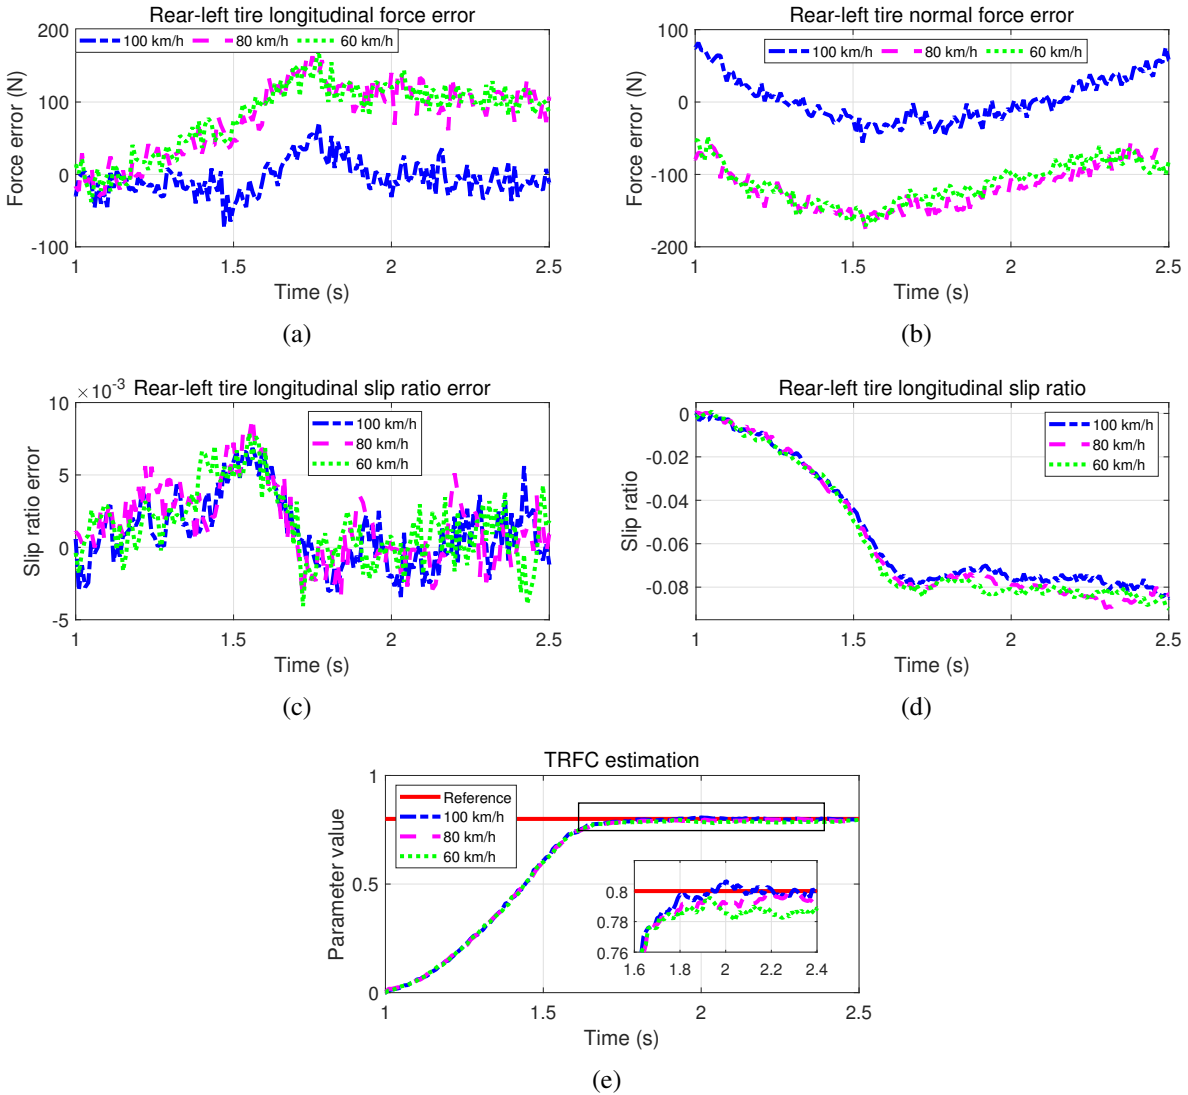 Rear-left tire longitudinal force error
100 km/h 80 km/h 60 km/h
200
100
0
-100
Force error (N)
1 1.5 2 2.5
Time (s)
(a)
Rear-left tire normal force error
100 km/h 80 km/h 60 km/h
100
0
-100
-200
Force error (N)
1 1.5 2 2.5
Time (s)
(b)
×10⁻³ Rear-left tire longitudinal slip ratio error
100 km/h
80 km/h
60 km/h
10
5
0
-5
Slip ratio error
1 1.5 2 2.5
Time (s)
(c)
Rear-left tire longitudinal slip ratio
100 km/h
80 km/h
60 km/h
0
-0.02
-0.04
-0.06
-0.08
Slip ratio
1 1.5 2 2.5
Time (s)
(d)
TRFC estimation
Reference
100 km/h
80 km/h
60 km/h
1
0.5
0
Parameter value
0.8
0.78
0.76
1.6 1.8 2 2.2 2.4
1 1.5 2 2.5
Time (s)
(e)